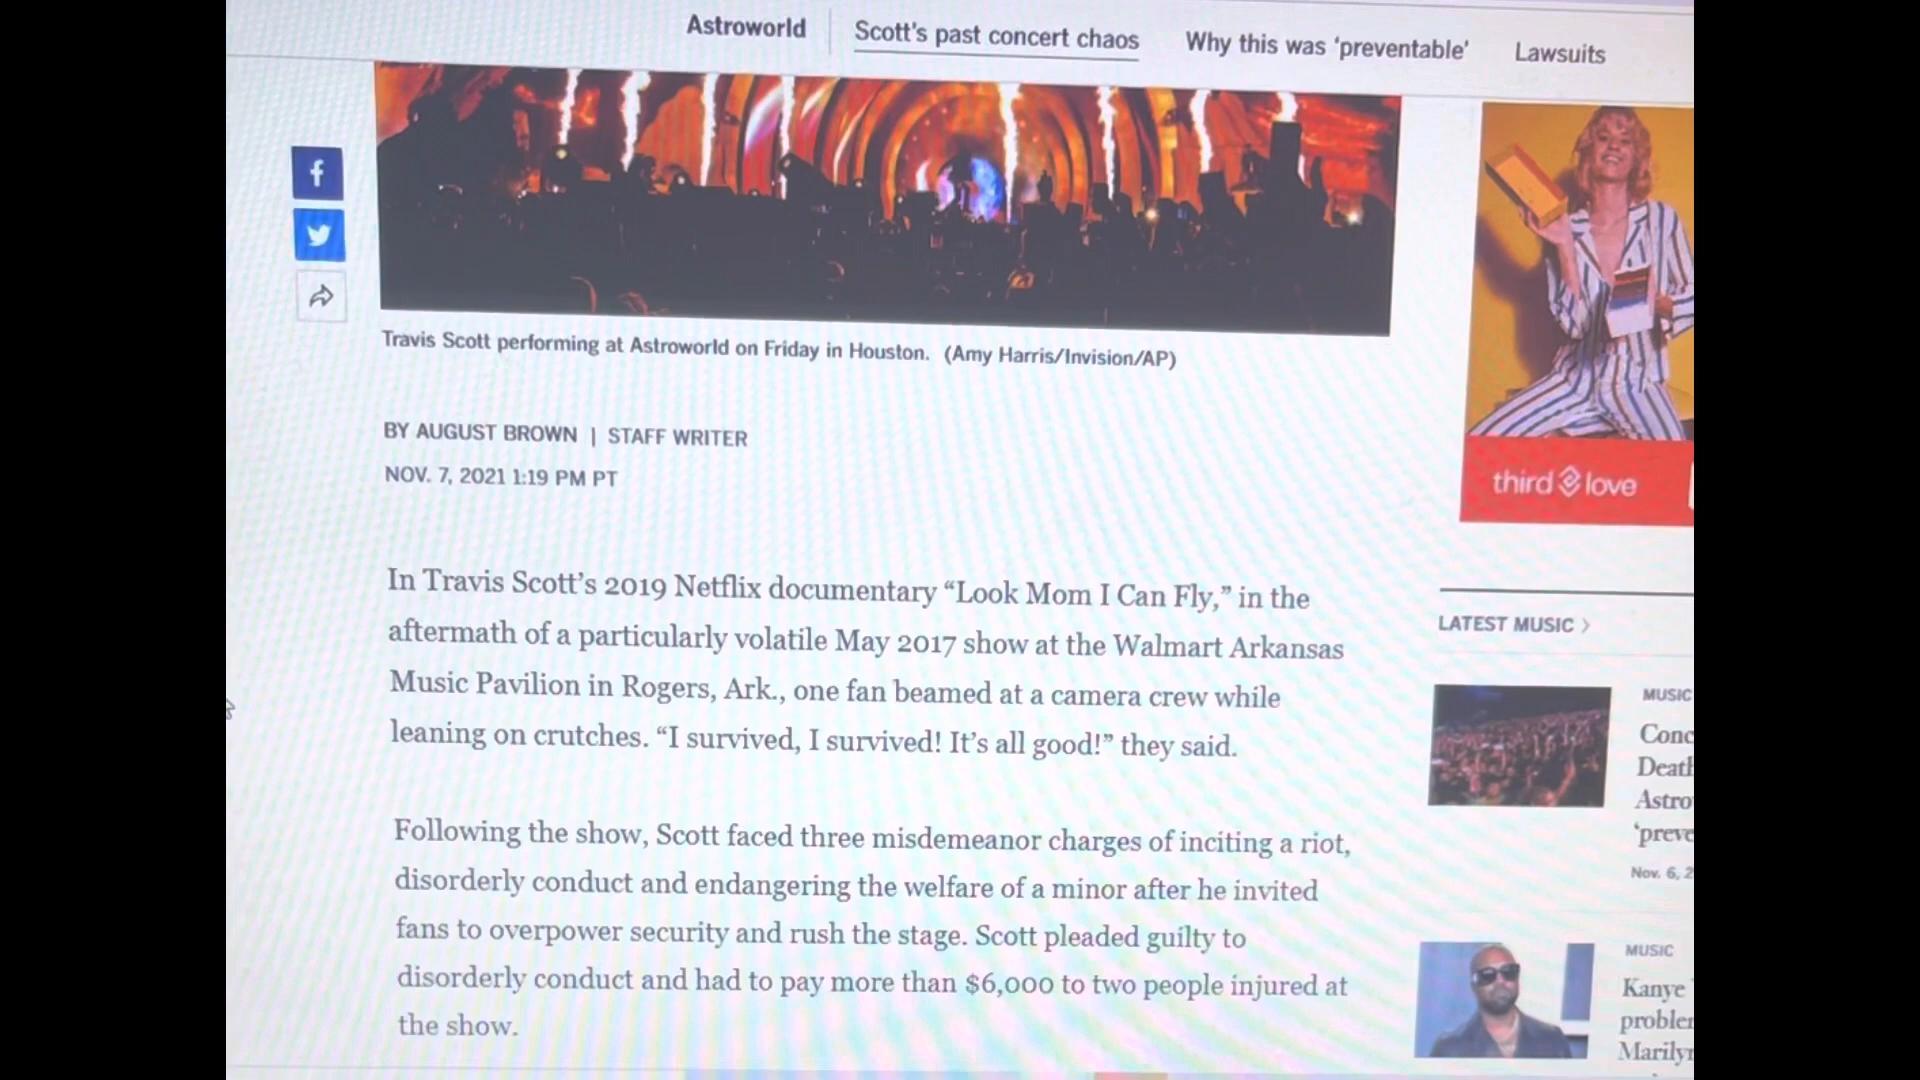 Astroworld
Scott's past concert chaos
Why this was 'preventable'
Lawsuits
Travis Scott performing at Astroworld on Friday in Houston. (Amy Harris/Invision/AP)
BY AUGUST BROWN | STAFF WRITER
NOV. 7, 2021 1:19 PM PT
In Travis Scott's 2019 Netflix documentary “Look Mom I Can Fly,” in the
aftermath of a particularly volatile May 2017 show at the Walmart Arkansas
Music Pavilion in Rogers, Ark., one fan beamed at a camera crew while
leaning on crutches. “I survived, I survived! It's all good!” they said.
Following the show, Scott faced three misdemeanor charges of inciting a riot,
disorderly conduct and endangering the welfare of a minor after he invited
fans to overpower security and rush the stage. Scott pleaded guilty to
disorderly conduct and had to pay more than $6,000 to two people injured at
the show.
third love
LATEST MUSIC >
MUSIC
Conc
Death
Astro
'preve
Nov. 6, 2
MUSIC
Kanye
problem
Marilyn